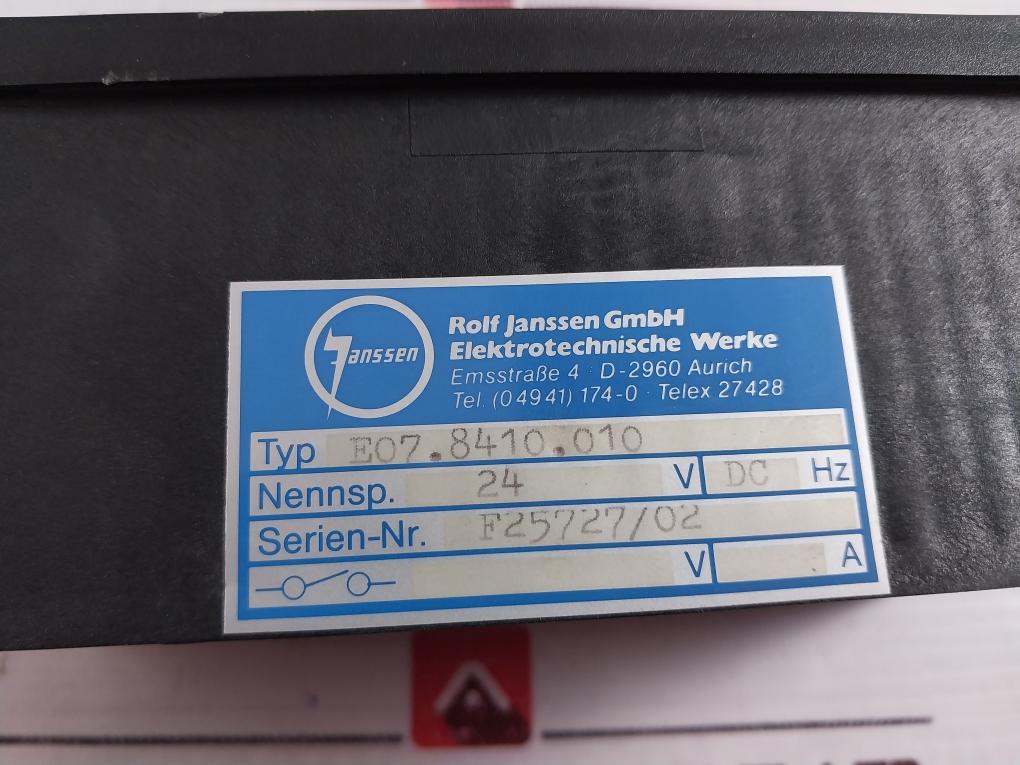 Janssen
Rolf Janssen GmbH
Elektrotechnische Werke
Emsstraße 4 · D-2960 Aurich
Tel. (04941) 174-0 · Telex 27428
Typ E07.8410.010
Nennsp. 24 V DC Hz
Serien-Nr. F25727/02
V A